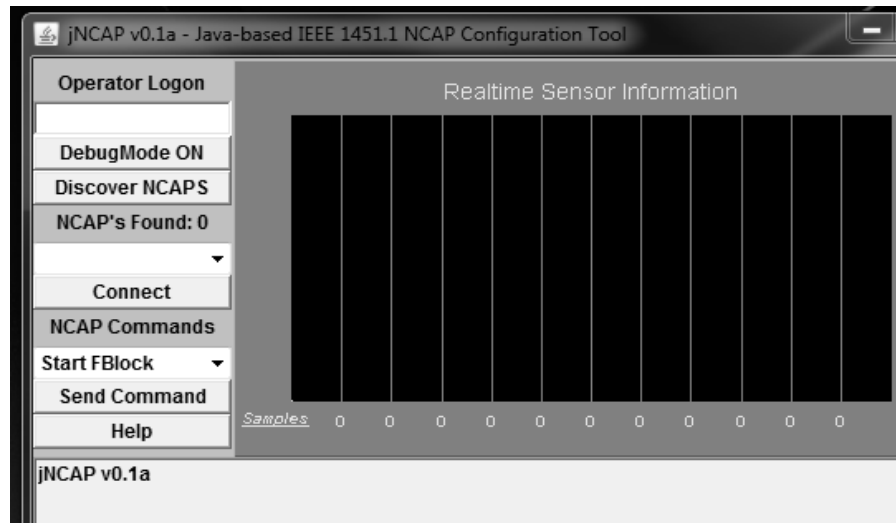 jNCAP v0.1a - Java-based IEEE 1451.1 NCAP Configuration Tool
Operator Logon
DebugMode ON
Discover NCAPS
NCAP's Found: 0
Connect
NCAP Commands
Start FBlock
Send Command
Help
Realtime Sensor Information
Samples 0 0 0 0 0 0 0 0 0 0 0
jNCAP v0.1a